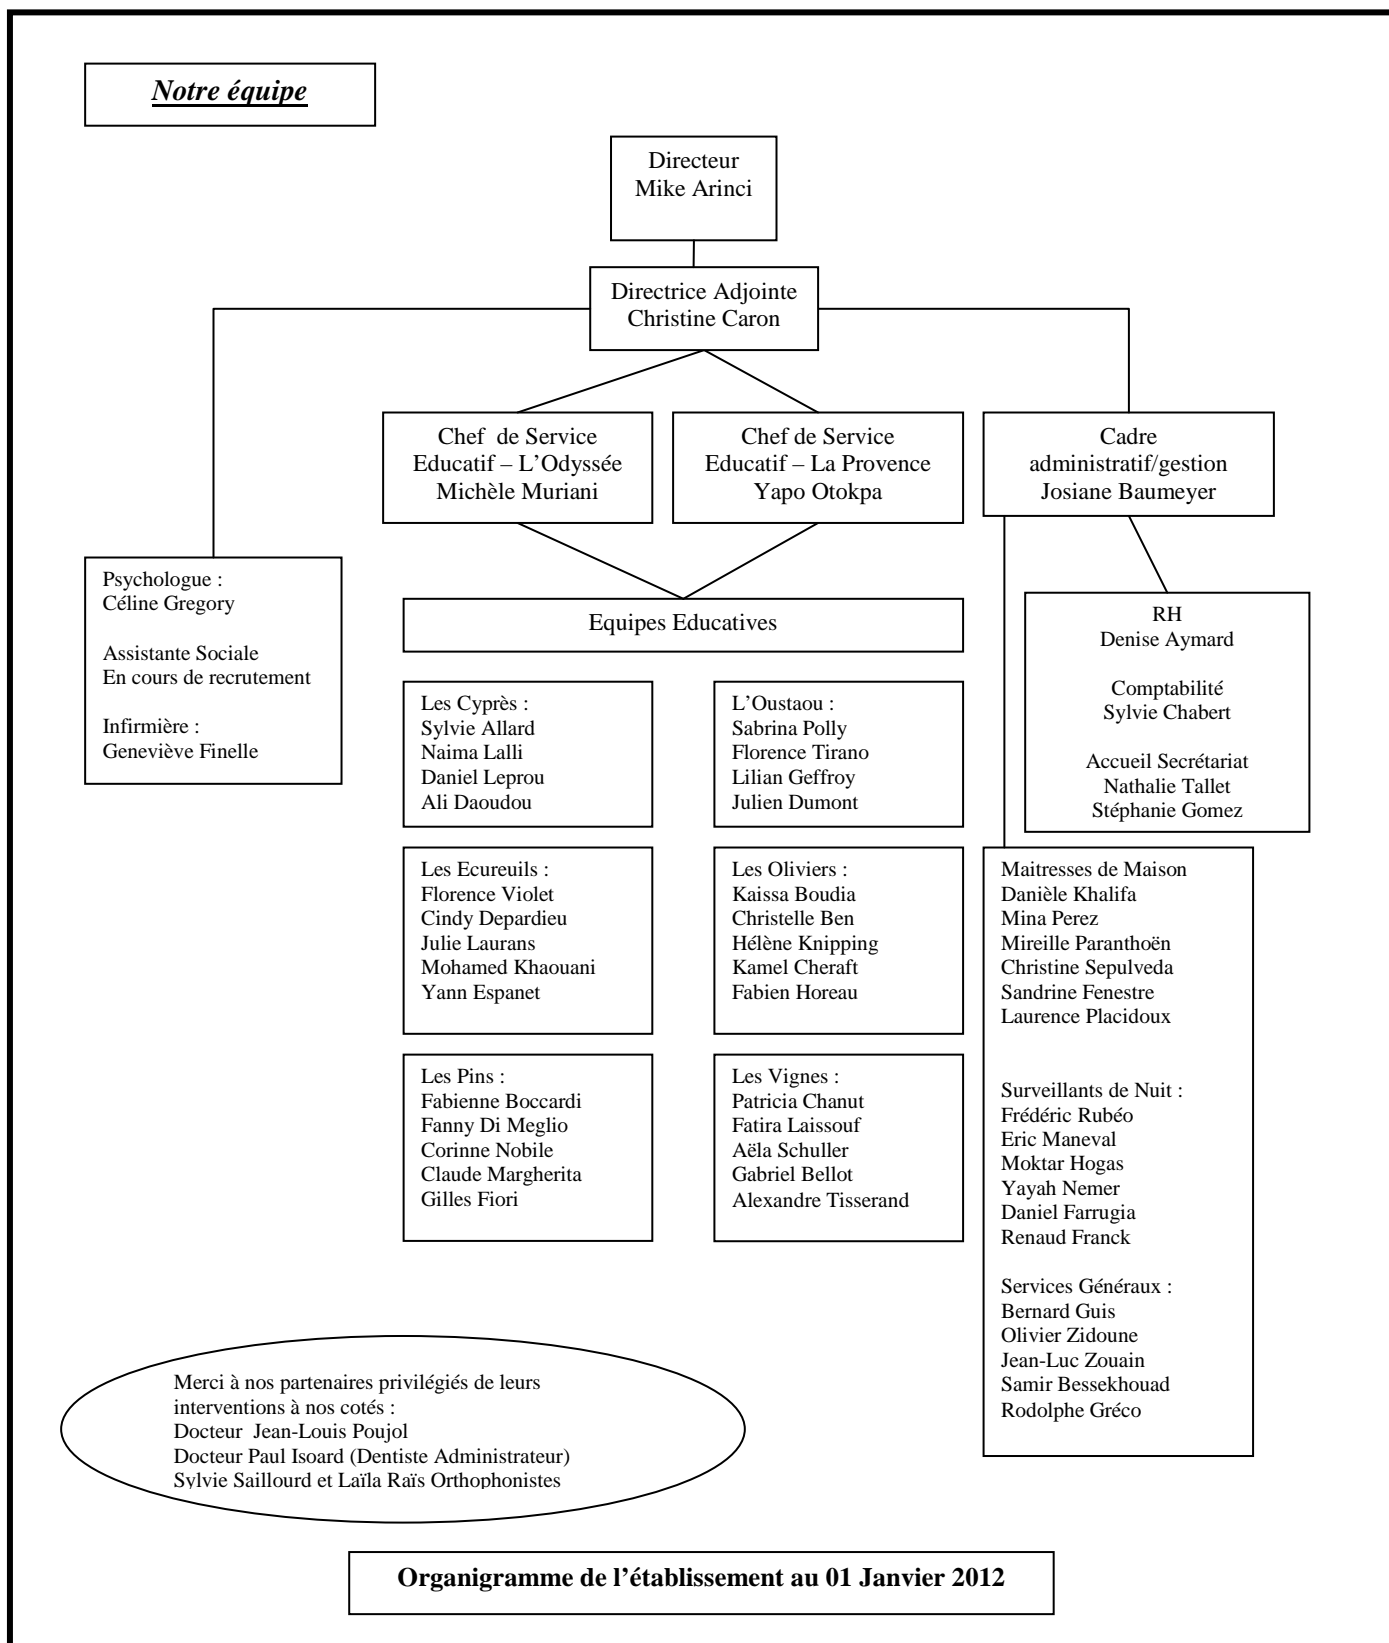 Notre équipe
Directeur
Mike Arinci
Directrice Adjointe
Christine Caron
Chef  de Service
Educatif – L’Odyssée
Michèle Muriani
Chef de Service
Educatif – La Provence
Yapo Otokpa
Cadre
administratif/gestion
Josiane Baumeyer
Psychologue :
Céline Gregory
Assistante Sociale
En cours de recrutement
Infirmière :
Geneviève Finelle
Equipes Educatives
RH
Denise Aymard
Comptabilité
Sylvie Chabert
Accueil Secrétariat
Nathalie Tallet
Stéphanie Gomez
Les Cyprès :
Sylvie Allard
Naima Lalli
Daniel Leprou
Ali Daoudou
L’Oustaou :
Sabrina Polly
Florence Tirano
Lilian Geffroy
Julien Dumont
Les Ecureuils :
Florence Violet
Cindy Depardieu
Julie Laurans
Mohamed Khaouani
Yann Espanet
Les Oliviers :
Kaissa Boudia
Christelle Ben
Hélène Knipping
Kamel Cheraft
Fabien Horeau
Les Pins :
Fabienne Boccardi
Fanny Di Meglio
Corinne Nobile
Claude Margherita
Gilles Fiori
Les Vignes :
Patricia Chanut
Fatira Laissouf
Aëla Schuller
Gabriel Bellot
Alexandre Tisserand
Maitresses de Maison
Danièle Khalifa
Mina Perez
Mireille Paranthoën
Christine Sepulveda
Sandrine Fenestre
Laurence Placidoux
Surveillants de Nuit :
Frédéric Rubéo
Eric Maneval
Moktar Hogas
Yayah Nemer
Daniel Farrugia
Renaud Franck
Services Généraux :
Bernard Guis
Olivier Zidoune
Jean-Luc Zouain
Samir Bessekhouad
Rodolphe Gréco
Merci à nos partenaires privilégiés de leurs
interventions à nos cotés :
Docteur  Jean-Louis Poujol
Docteur Paul Isoard (Dentiste Administrateur)
Sylvie Saillourd et Laïla Raïs Orthophonistes
Organigramme de l’établissement au 01 Janvier 2012